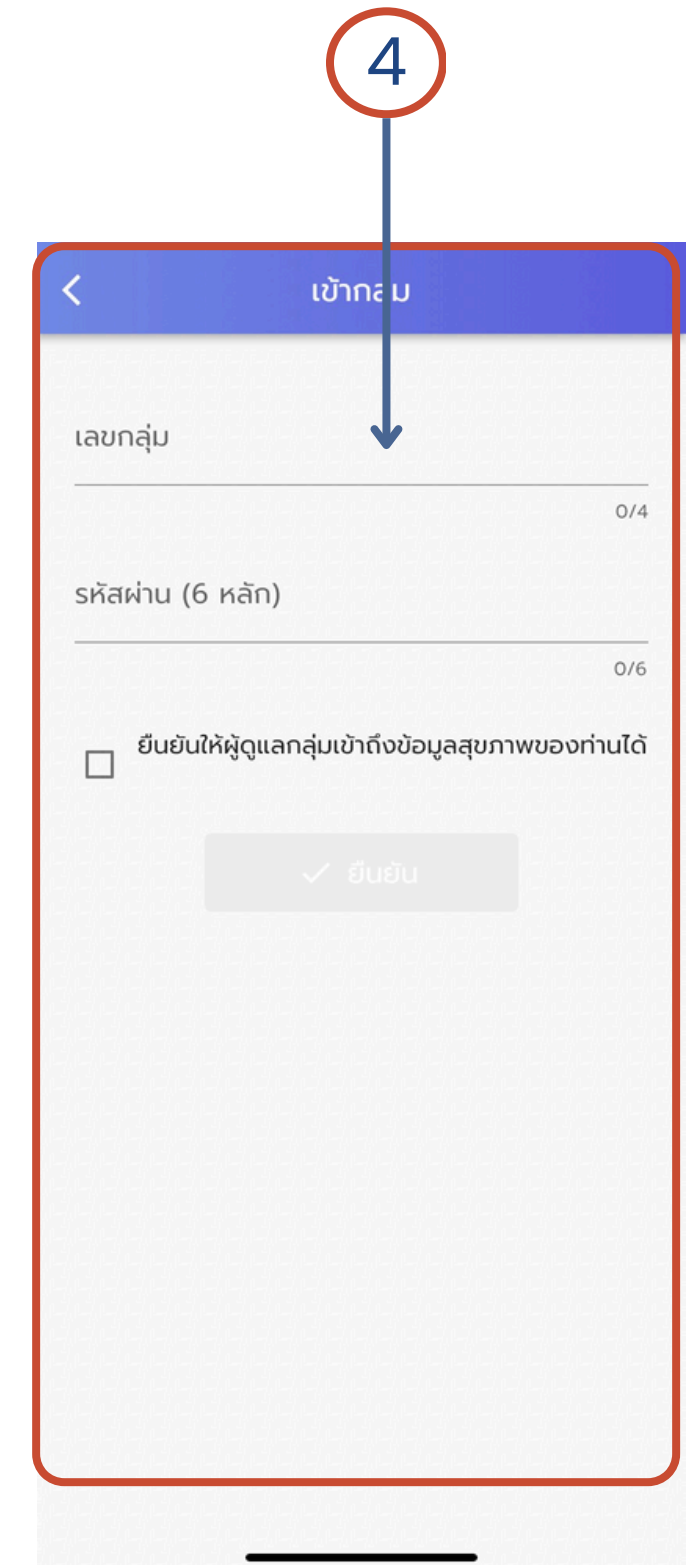 4
เข้ากลุ่ม
เลขกลุ่ม
0/4
รหัสผ่าน (6 หลัก)
0/6
ยืนยันให้ผู้ดูแลกลุ่มเข้าถึงข้อมูลสุขภาพของท่านได้
ยืนยัน